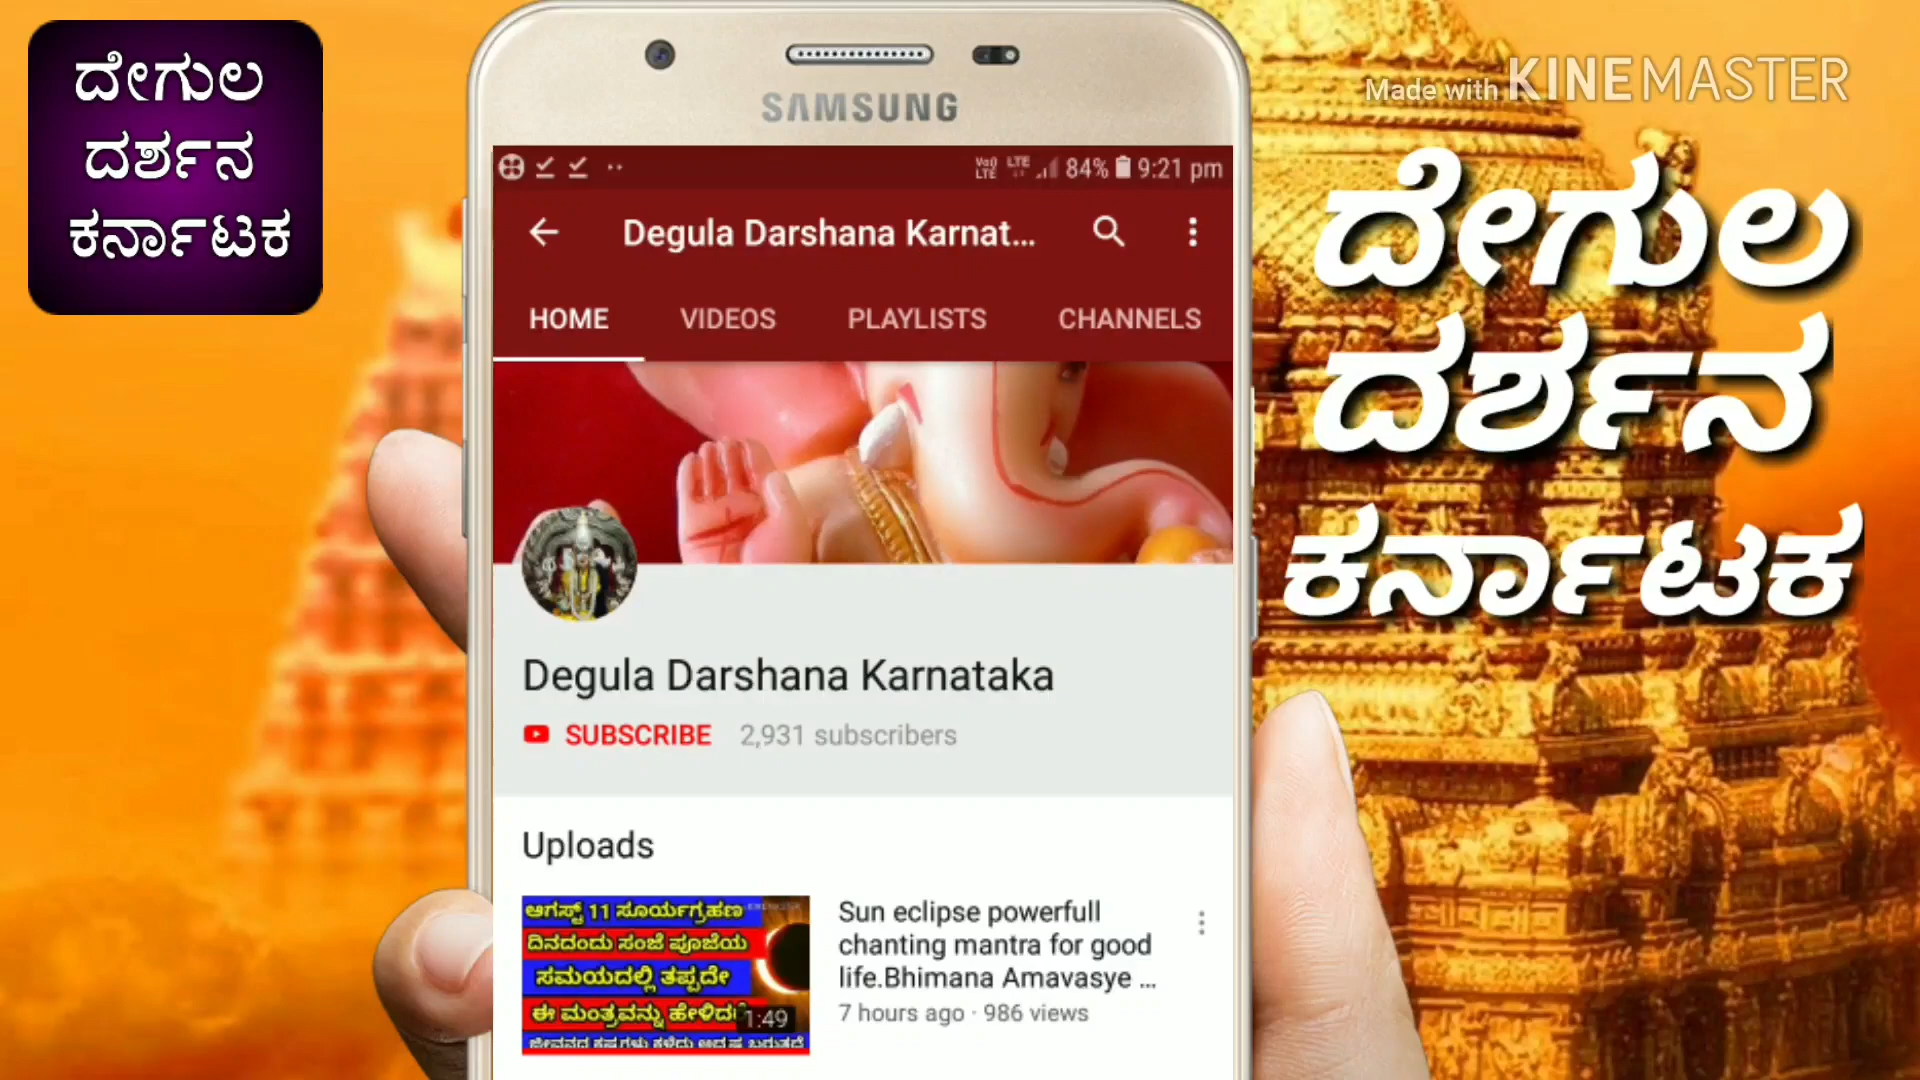 ದೇಗುಲ
ದರ್ಶನ
ಕರ್ನಾಟಕ
Made with KINEMASTER
ದೇಗುಲ
ದರ್ಶನ
ಕರ್ನಾಟಕ
SAMSUNG
VoLTE LTE 84% 9:21 pm
Degula Darshana Karnat...
HOME VIDEOS PLAYLISTS CHANNELS
Degula Darshana Karnataka
SUBSCRIBE 2,931 subscribers
Uploads
ಆಗಸ್ಟ್ 11 ಸೂರ್ಯಗ್ರಹಣ
ದಿನದಂದು ಸಂಜೆ ಪೂಜೆಯ
ಸಮಯದಲ್ಲಿ ತಪ್ಪದೇ
ಈ ಮಂತ್ರವನ್ನು
1:49
Sun eclipse powerfull
chanting mantra for good
life.Bhimana Amavasye ...
7 hours ago · 986 views